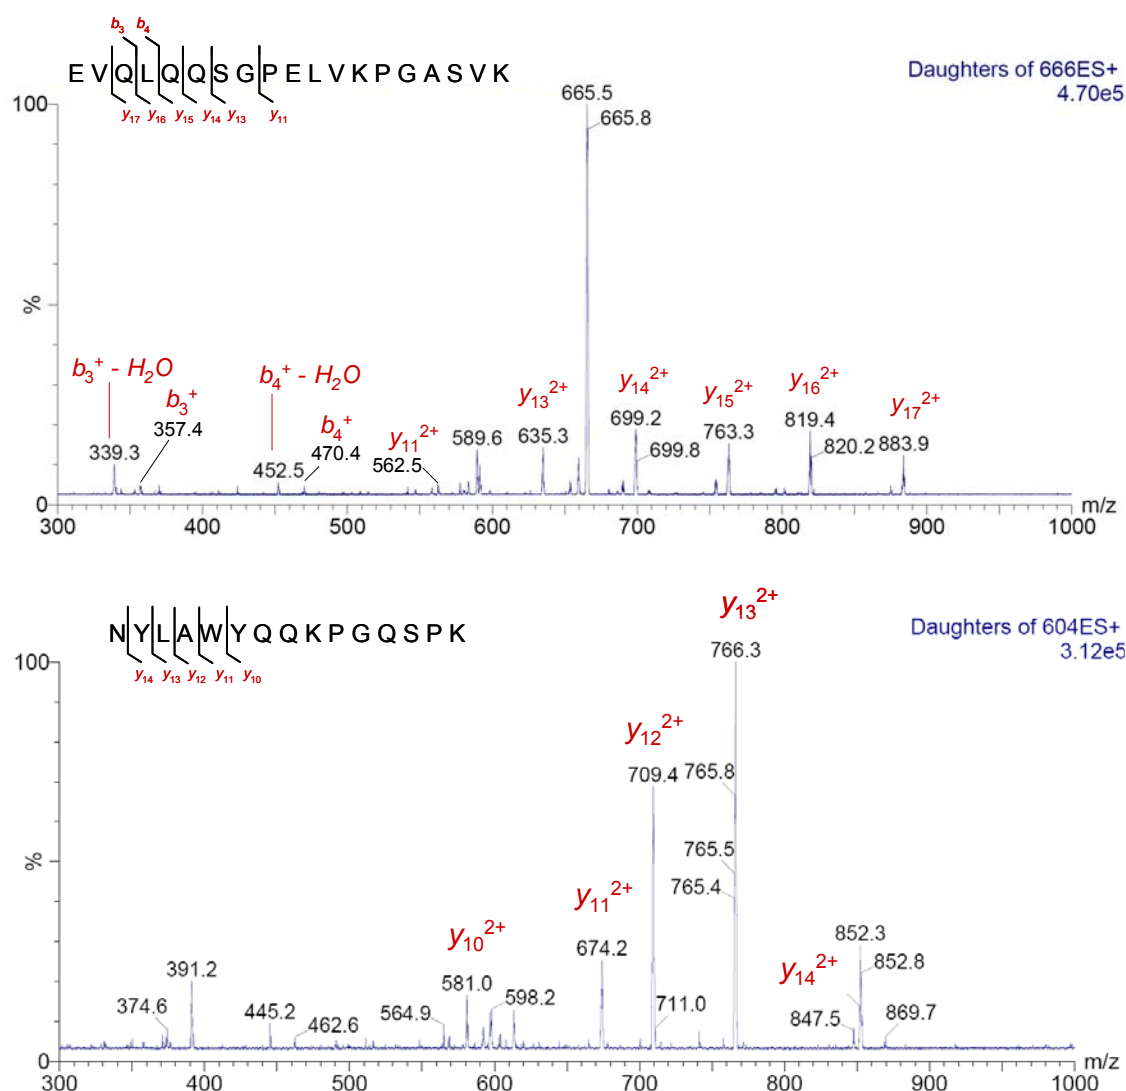 b3 b4
E V Q L Q Q S G P E L V K P G A S V K
y17 y16 y15 y14 y13 y11
Daughters of 666ES+
4.70e5
100
665.5
665.8
%
b3+ - H2O
b3+
357.4
339.3
b4+ - H2O
452.5
b4+
470.4
y11 2+
562.5
589.6
y13 2+
635.3
y14 2+
699.2
699.8
y15 2+
763.3
y16 2+
819.4
820.2
y17 2+
883.9
0
300 400 500 600 700 800 900 1000 m/z
N Y L A W Y Q Q K P G Q S P K
y14 y13 y12 y11 y10
Daughters of 604ES+
3.12e5
100
y13 2+
766.3
y12 2+
709.4
765.8
765.5
765.4
%
y11 2+
674.2
y10 2+
581.0
y14 2+
852.3
852.8
391.2
374.6
445.2
462.6
564.9
598.2
711.0
847.5
869.7
0
300 400 500 600 700 800 900 1000 m/z